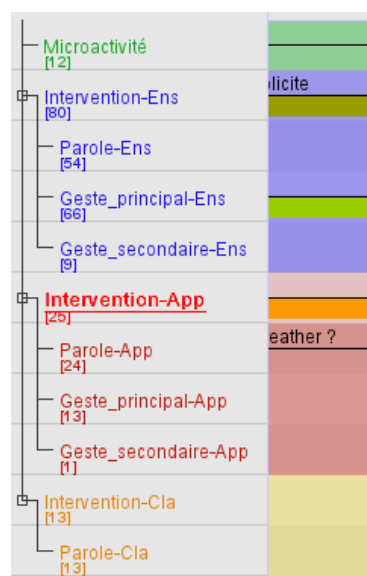 Microactivité
[12]
licite
Intervention-Ens
[80]
Parole-Ens
[54]
Geste_principal-Ens
[66]
Geste_secondaire-Ens
[9]
Intervention-App
[25]
eather ?
Parole-App
[24]
Geste_principal-App
[13]
Geste_secondaire-App
[1]
Intervention-Cla
[13]
Parole-Cla
[13]